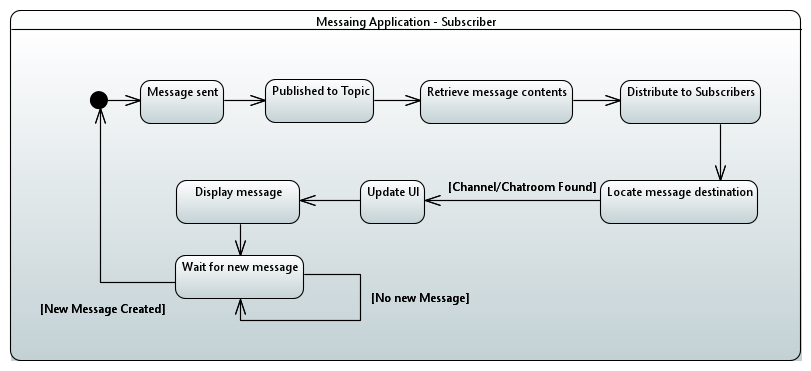 Messaing Application - Subscriber
Message sent
Published to Topic
Retrieve message contents
Distribute to Subscribers
Display message
Update UI
[Channel/Chatroom Found]
Locate message destination
Wait for new message
[No new Message]
[New Message Created]